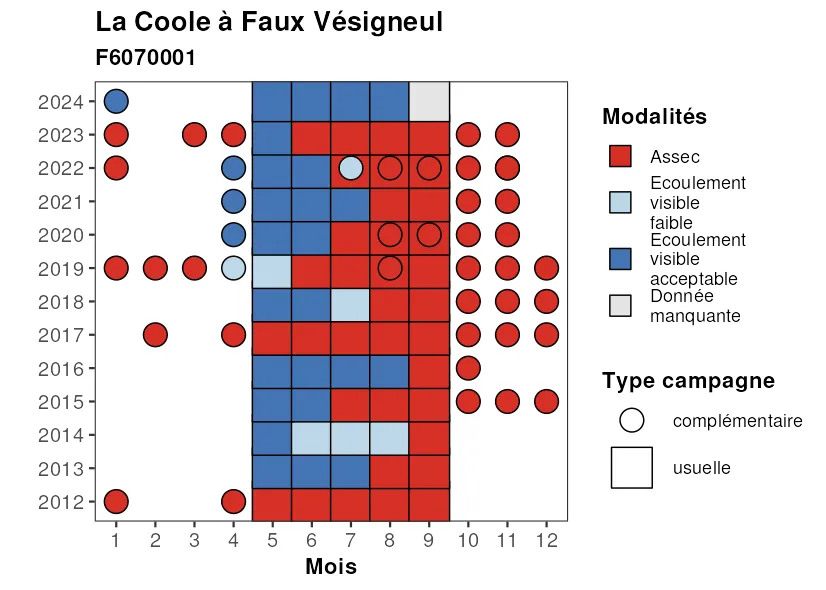 La Coole à Faux Vésigneul
F6070001
2024
2023
2022
2021
2020
2019
2018
2017
2016
2015
2014
2013
2012
1 2 3 4 5 6 7 8 9 10 11 12
Mois
Modalités
Assec
Ecoulement
visible
faible
Ecoulement
visible
acceptable
Donnée
manquante
Type campagne
complémentaire
usuelle